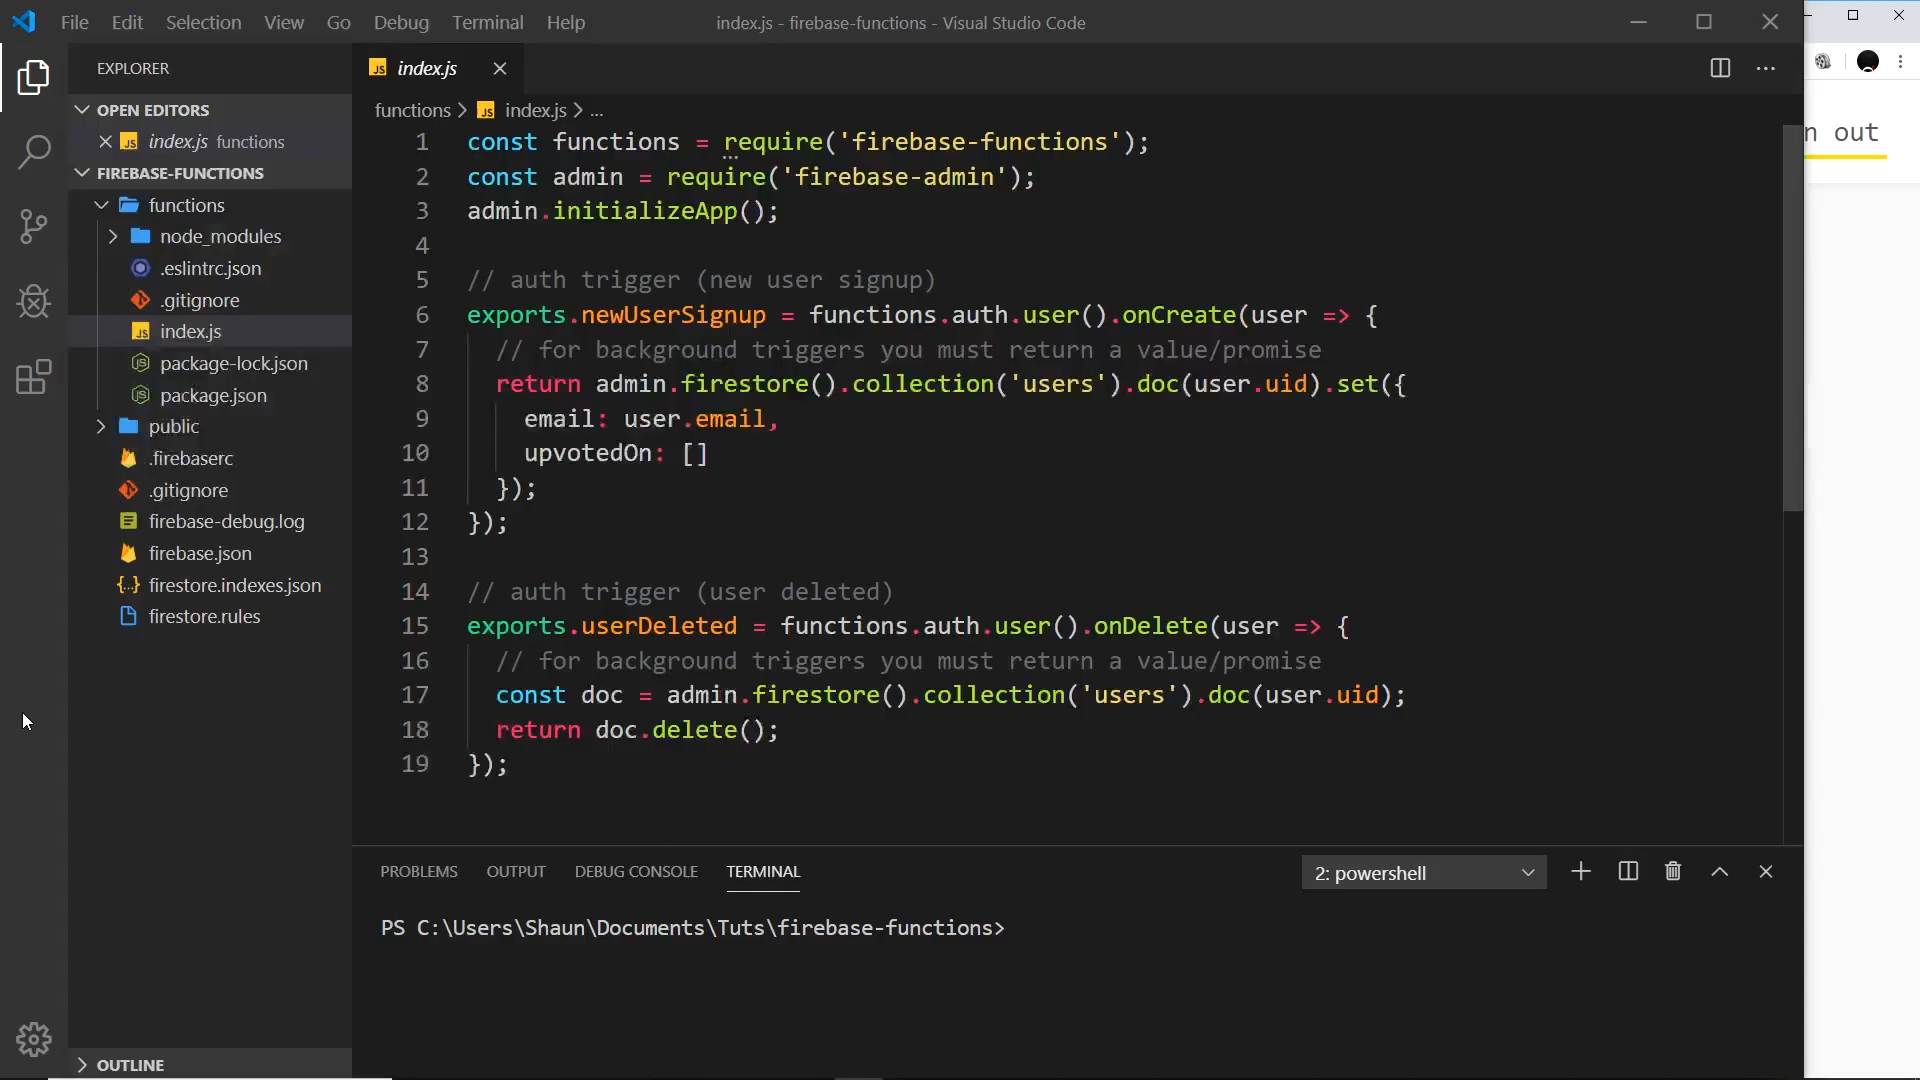 File Edit Selection View Go Debug Terminal Help
index.js - firebase-functions - Visual Studio Code
EXPLORER
OPEN EDITORS
index.js functions
FIREBASE-FUNCTIONS
functions
node_modules
.eslintrc.json
.gitignore
index.js
package-lock.json
package.json
public
.firebaserc
.gitignore
firebase-debug.log
firebase.json
firestore.indexes.json
firestore.rules
OUTLINE
index.js
functions > index.js > ...
1 const functions = require('firebase-functions');
2 const admin = require('firebase-admin');
3 admin.initializeApp();
4
5 // auth trigger (new user signup)
6 exports.newUserSignup = functions.auth.user().onCreate(user => {
7 // for background triggers you must return a value/promise
8 return admin.firestore().collection('users').doc(user.uid).set({
9 email: user.email,
10 upvotedOn: []
11 });
12 });
13
14 // auth trigger (user deleted)
15 exports.userDeleted = functions.auth.user().onDelete(user => {
16 // for background triggers you must return a value/promise
17 const doc = admin.firestore().collection('users').doc(user.uid);
18 return doc.delete();
19 });
PROBLEMS OUTPUT DEBUG CONSOLE TERMINAL
2: powershell
PS C:\Users\Shaun\Documents\Tuts\firebase-functions>
n out